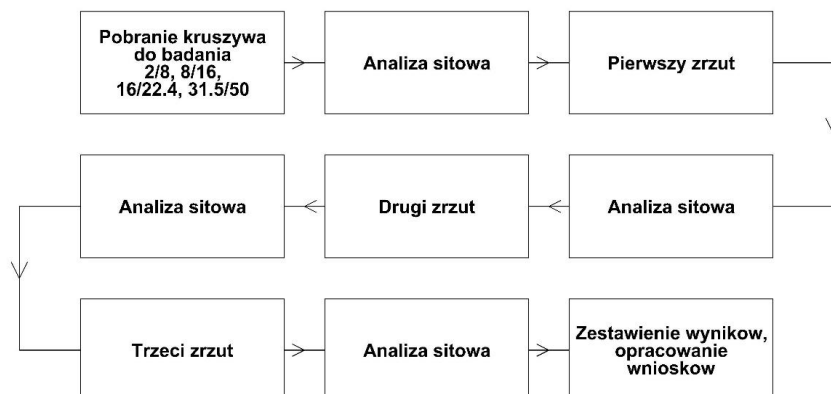 Pobranie kruszywa
do badania
2/8, 8/16,
16/22.4, 31.5/50
Analiza sitowa
Pierwszy zrzut
Analiza sitowa
Drugi zrzut
Analiza sitowa
Trzeci zrzut
Analiza sitowa
Zestawienie wynikow,
opracowanie
wnioskow